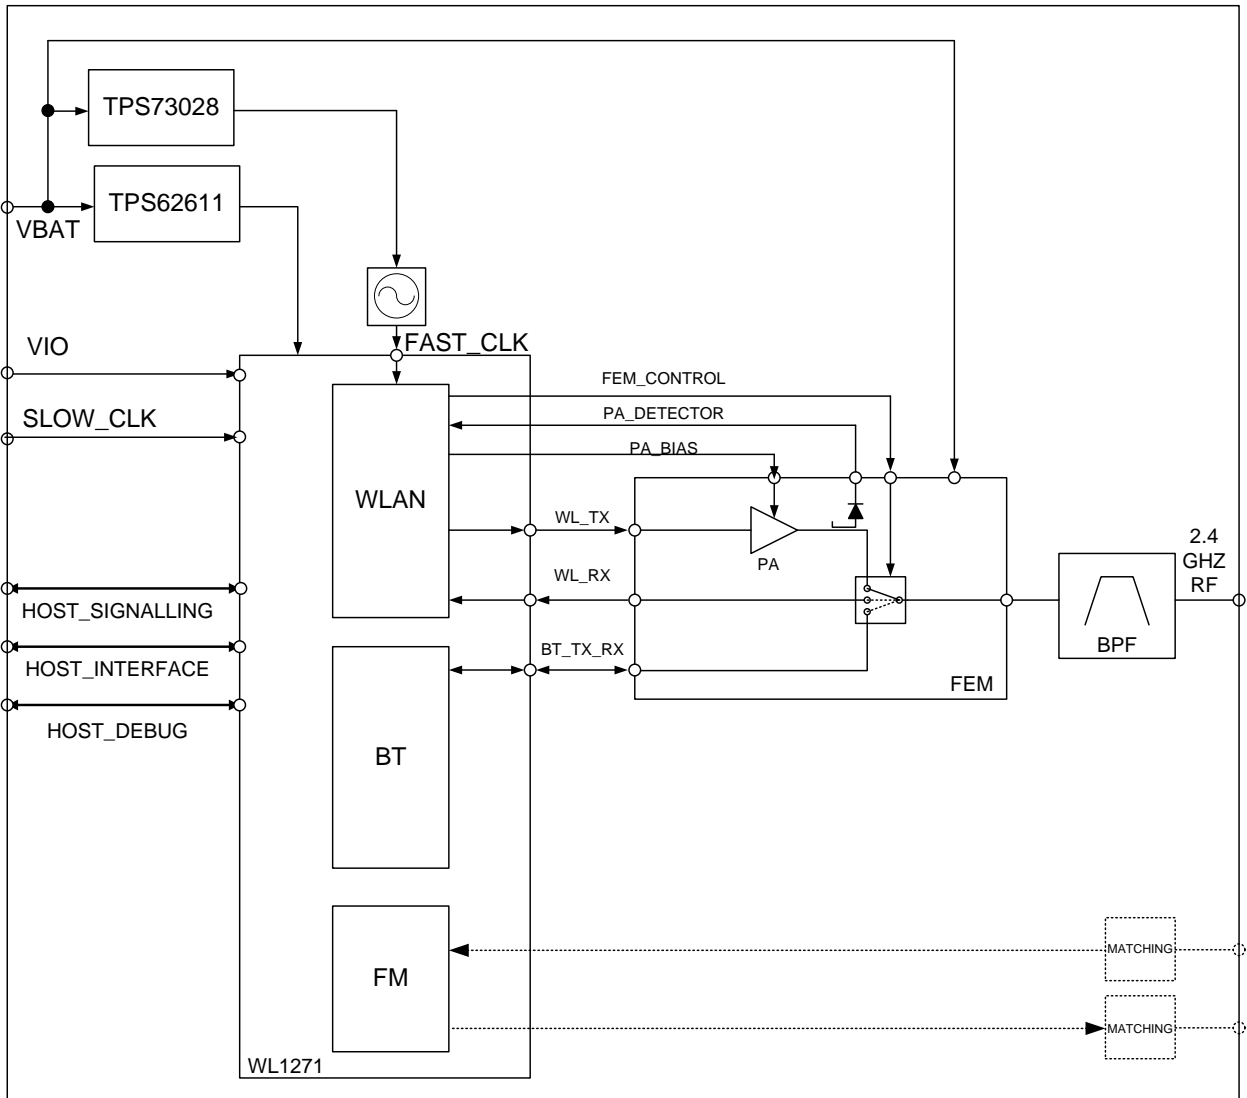 TPS73028
TPS62611
VBAT
VIO
FAST_CLK
SLOW_CLK
FEM_CONTROL
PA_DETECTOR
PA_BIAS
WLAN
WL_TX
PA
WL_RX
BT_TX_RX
FEM
2.4
GHZ
RF
BPF
HOST_SIGNALLING
HOST_INTERFACE
HOST_DEBUG
BT
FM
MATCHING
MATCHING
WL1271